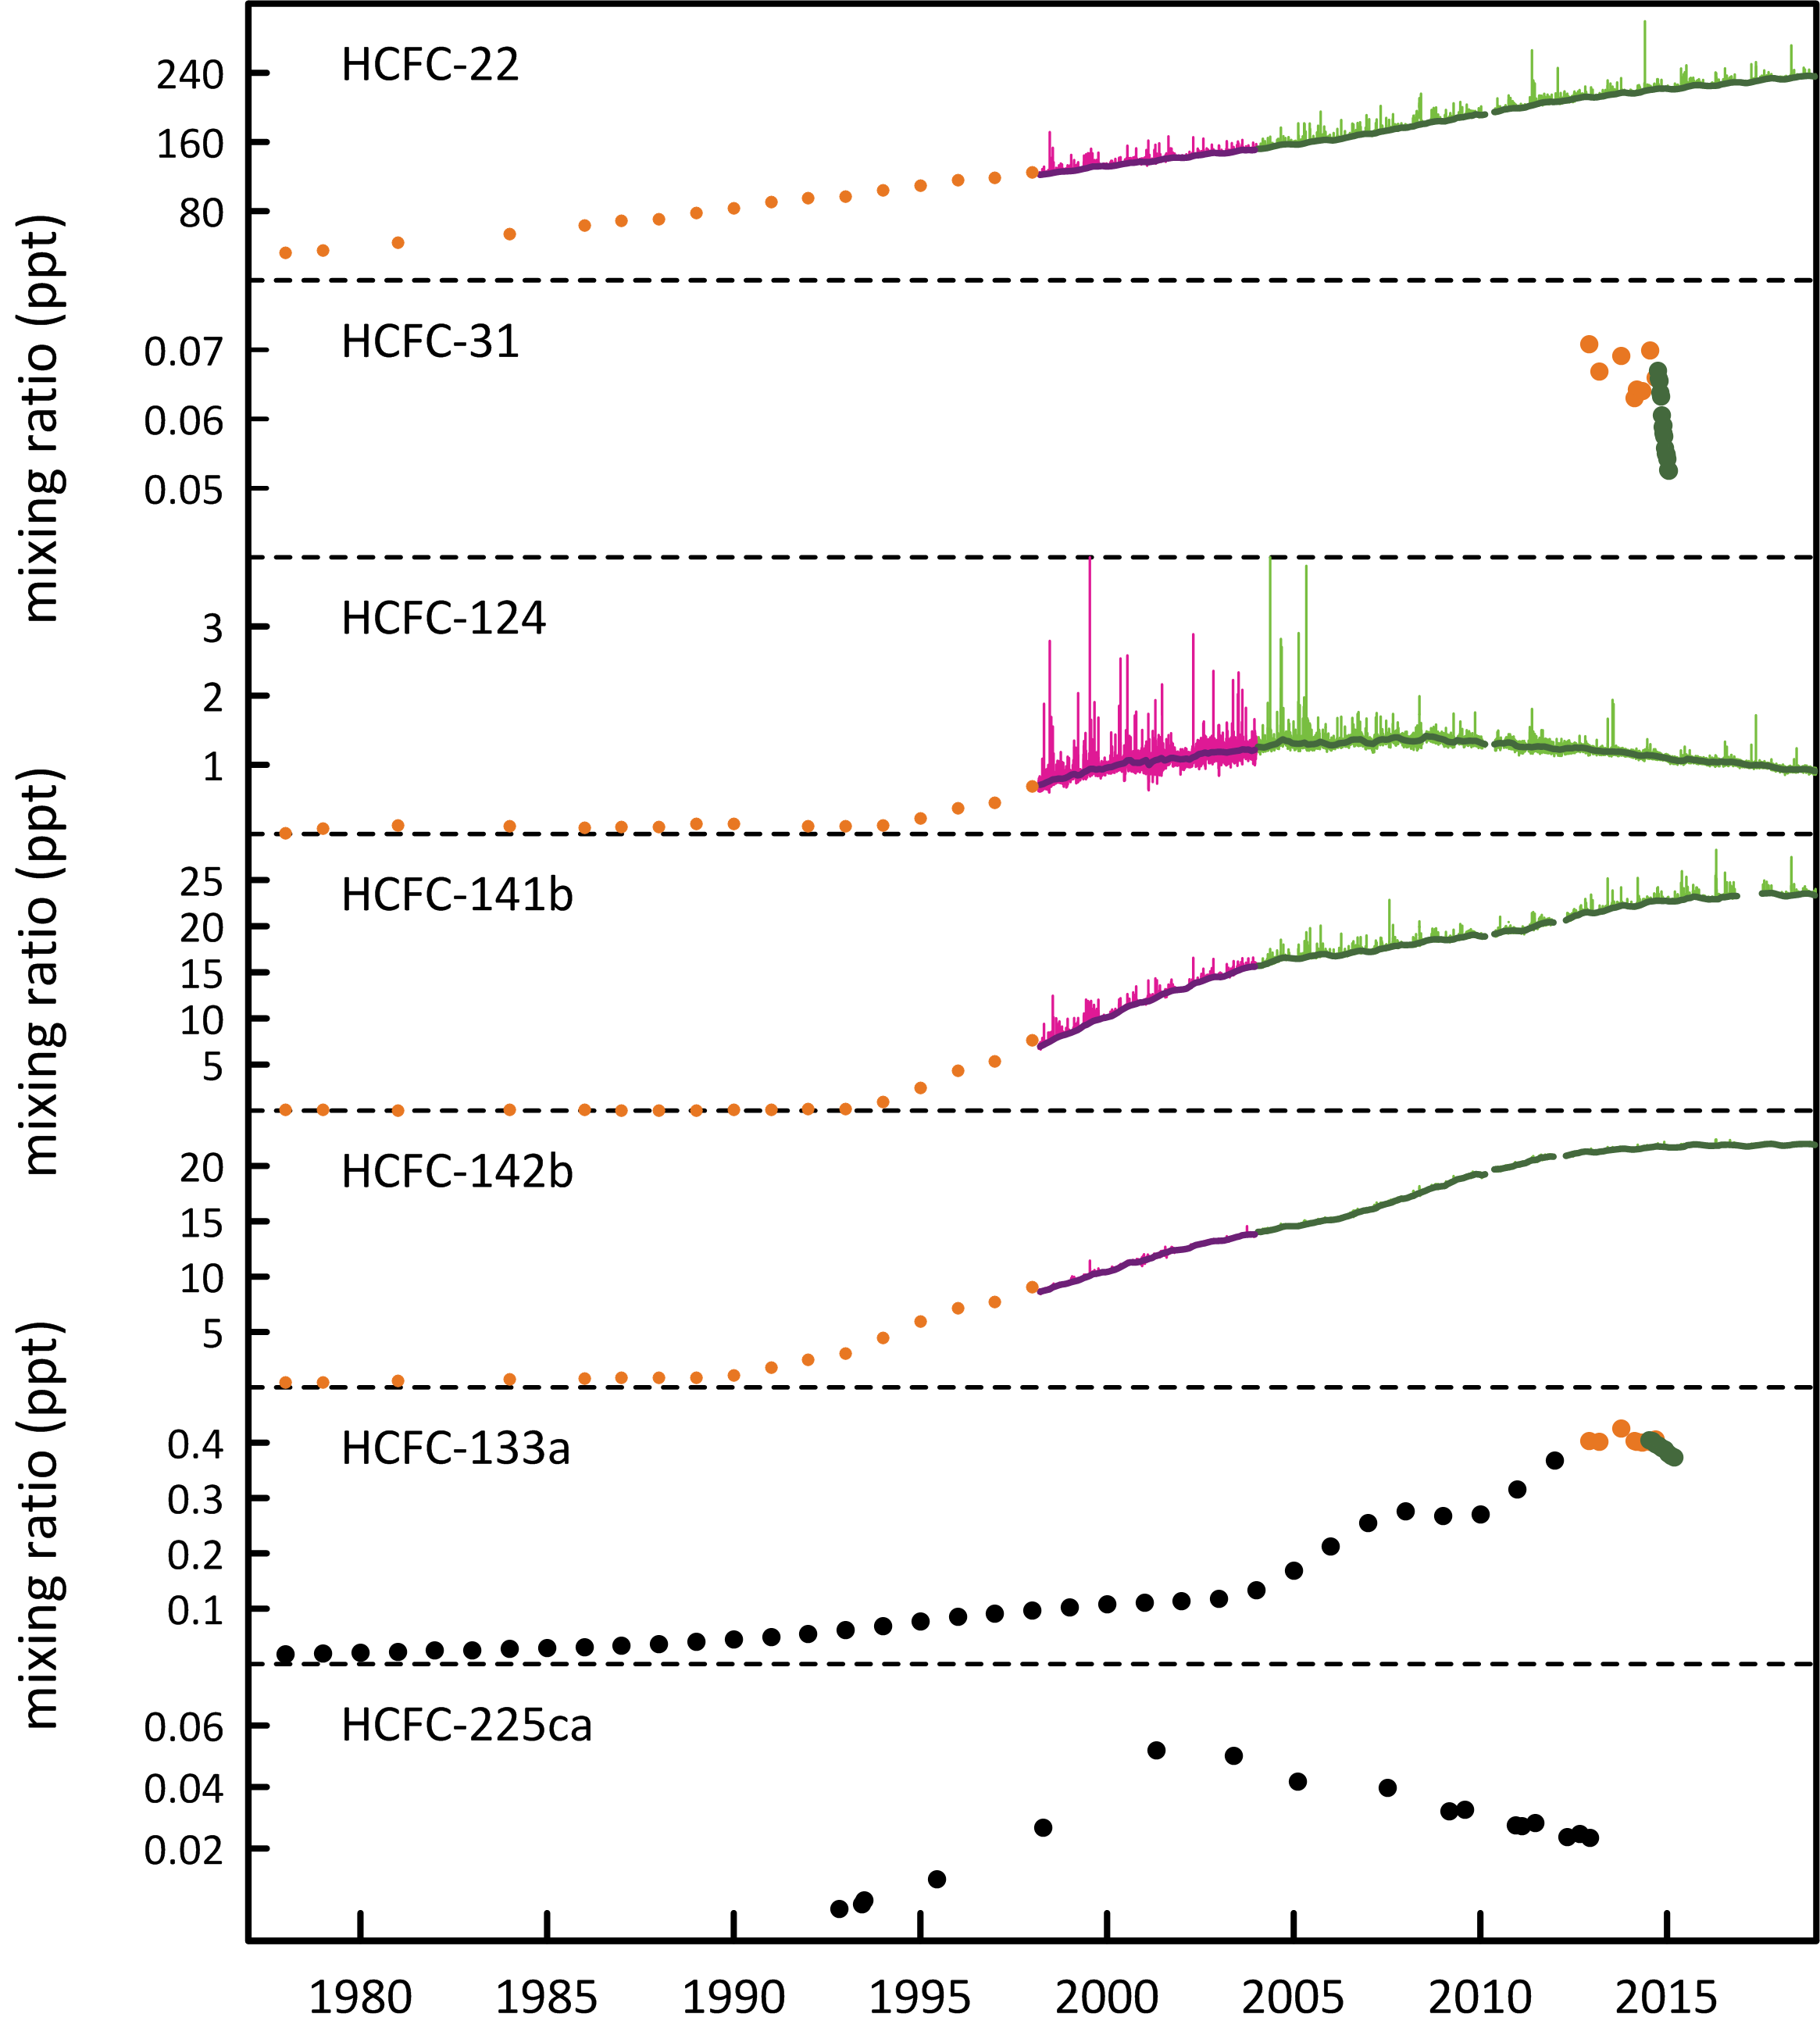 mixing ratio (ppt)
HCFC-22
240
160
80
HCFC-31
0.07
0.06
0.05
mixing ratio (ppt)
HCFC-124
3
2
1
HCFC-141b
25
20
15
10
5
mixing ratio (ppt)
HCFC-142b
20
15
10
5
HCFC-133a
0.4
0.3
0.2
0.1
mixing ratio (ppt)
HCFC-225ca
0.06
0.04
0.02
1980 1985 1990 1995 2000 2005 2010 2015